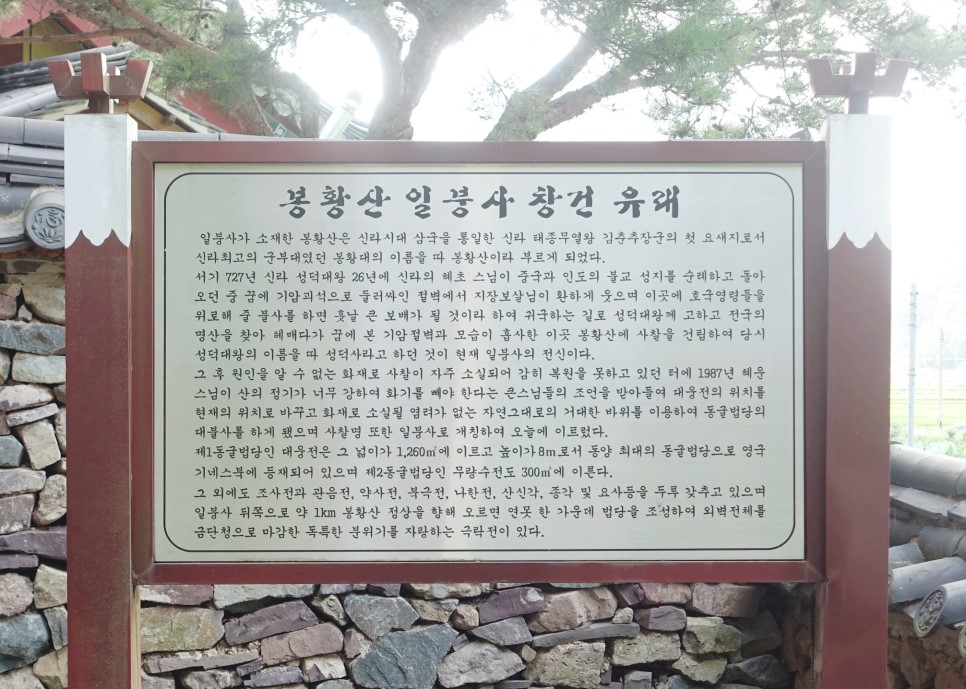 봉황산 일붕사 창건 유래
일붕사가 소재한 봉황산은 신라시대 삼국을 통일한 신라 태종무열왕 김춘추장군의 첫 요새지로서
신라최고의 군부대였던 봉황대의 이름을 따 봉황산이라 부르게 되었다.
서기 727년 신라 성덕대왕 26년에 신라의 혜초 스님이 중국과 인도의 불교 성지를 순례하고 돌아
오던 중 꿈에 기암괴석으로 둘러싸인 절벽에서 지장보살님이 환하게 웃으며 이곳에 호국영령들을
위로해 줄 불사를 하면 훗날 큰 보배가 될 것이라 하여 귀국하는 길로 성덕대왕께 고하고 전국의
명산을 찾아 헤매다가 꿈에 본 기암절벽과 모습이 흡사한 이곳 봉황산에 사찰을 건립하여 당시
성덕대왕의 이름을 따 성덕사라고 하던 것이 현재 일붕사의 전신이다.
그 후 원인을 알 수 없는 화재로 사찰이 자주 소실되어 감히 복원을 못하고 있던 터에 1987년 혜운
스님이 산의 정기가 너무 강하여 화기를 빼야 한다는 큰스님들의 조언을 받아들여 대웅전의 위치를
현재의 위치로 바꾸고 화재로 소실될 염려가 없는 자연그대로의 거대한 바위를 이용하여 동굴법당의
대불사를 하게 됐으며 사찰명 또한 일붕사로 개칭하여 오늘에 이르렀다.
제1동굴법당인 대웅전은 그 넓이가 1,260㎡에 이르고 높이가 8m로서 동양 최대의 동굴법당으로 영국
기네스북에 등재되어 있으며 제2동굴법당인 무량수전도 300㎡에 이른다.
그 외에도 조사전과 관음전, 약사전, 북극전, 나한전, 산신각, 종각 및 요사등을 두루 갖추고 있으며
일붕사 뒤쪽으로 약 1km 봉황산 정상을 향해 오르면 연못 한 가운데 법당을 조성하여 외벽전체를
금단청으로 마감한 독특한 분위기를 자랑하는 극락전이 있다.